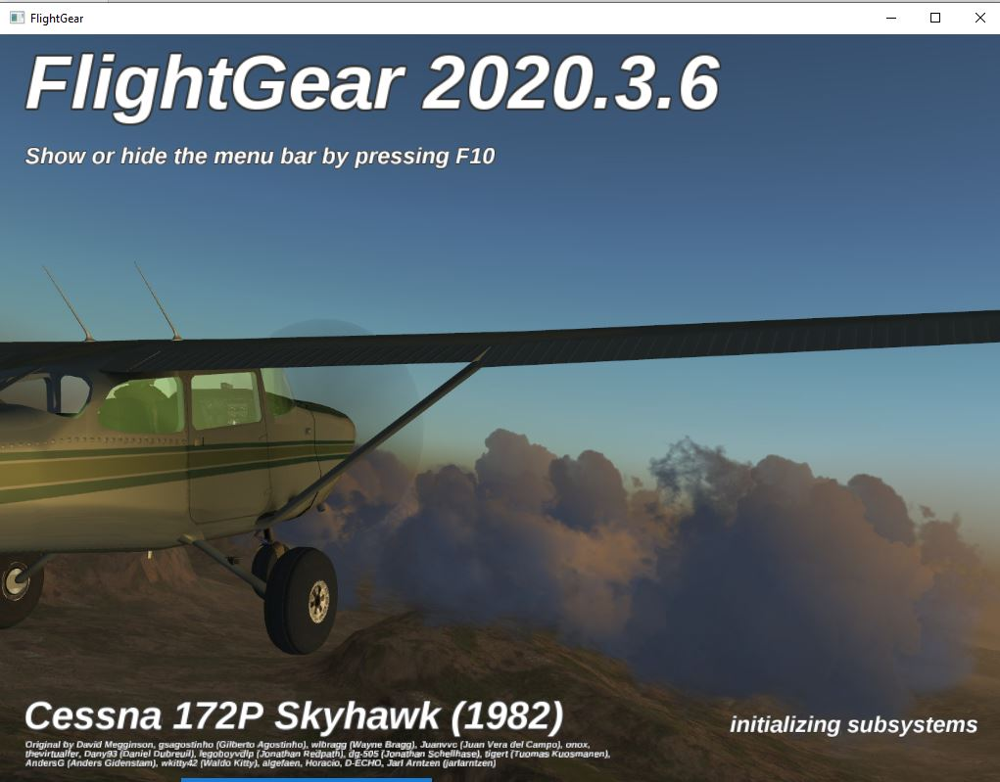 FlightGear
FlightGear 2020.3.6
Show or hide the menu bar by pressing F10
Cessna 172P Skyhawk (1982)
initializing subsystems
Original by David Megginson, gsagostinho (Gilberto Agostinho), wlbragg (Wayne Bragg), Juanvvc (Juan Vera del Campo), onox,
thevirtualfer, Dany93 (Daniel Dubreuil), legoboyvdlp (Jonathan Redpath), dg-505 (Jonathan Schellhase), tigert (Tuomas Kuosmanen),
AndersG (Anders Gidenstam), wkitty42 (Waldo Kitty), algefaen, Horacio, D-ECHO, Jarl Arntzen (jarlarntzen)